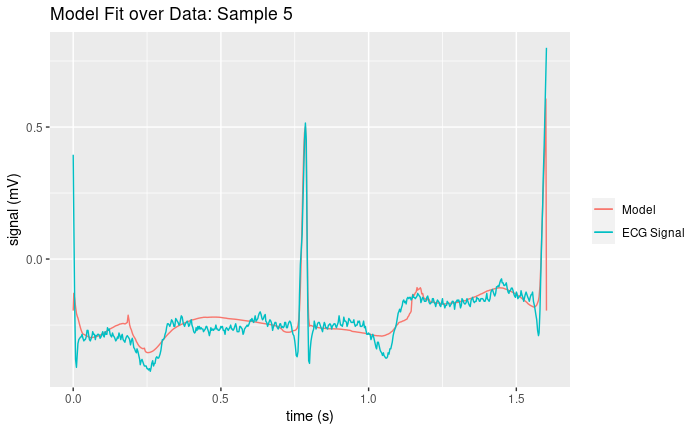 Model Fit over Data: Sample 5
signal (mV)
0.5
0.0
0.0 0.5 1.0 1.5
time (s)
Model
ECG Signal